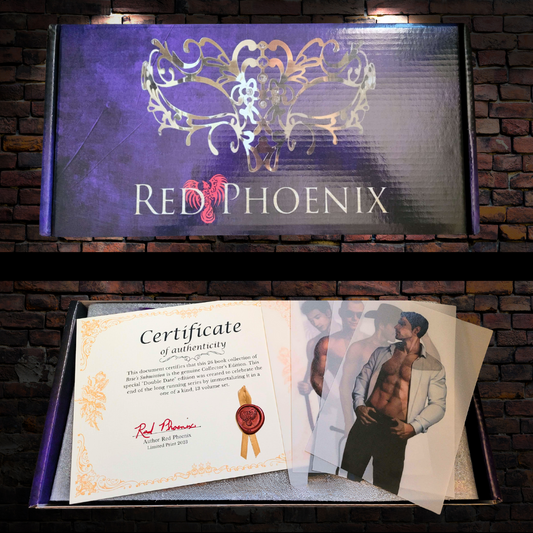 RED PHOENIX
Certificate
of authenticity
This document certifies that this 26 book collection of
Brie's Submission is the genuine Collector's Edition. This
special "Double Dare" edition was created to celebrate the
end of the long running series by immortalizing it in a
one of a kind, 13 volume set.
Red Phoenix
Author Red Phoenix
Limited Print 2022